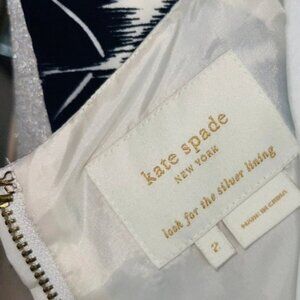 kate spade
NEW YORK
look for the silver lining
2
MADE IN CHINA